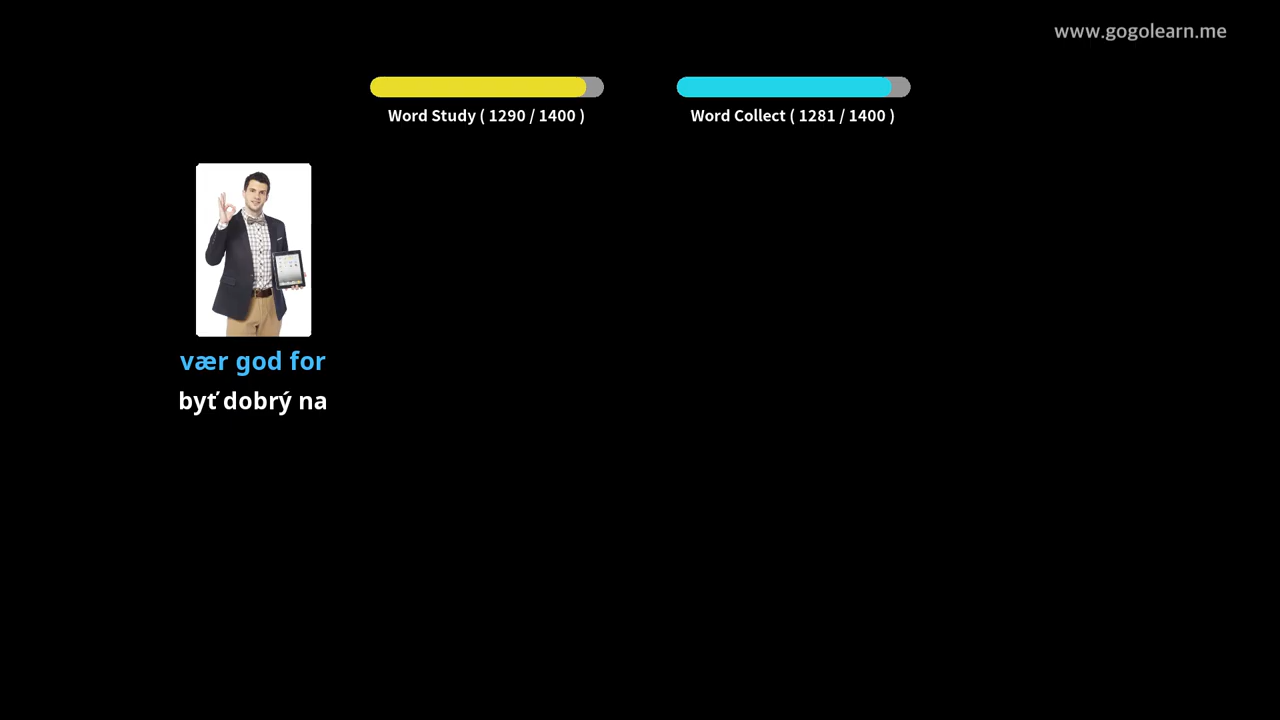 www.gogolearn.me
Word Study ( 1290 / 1400 )
Word Collect ( 1281 / 1400 )
vær god for
byť dobrý na